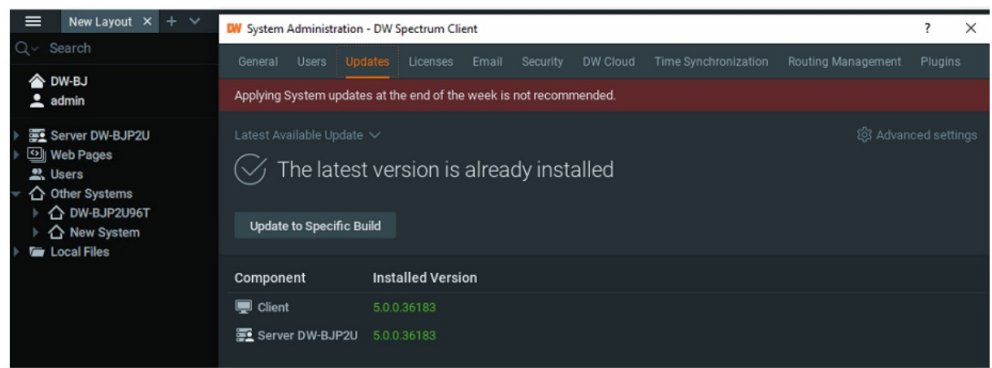 New Layout
Search
DW-BJ
admin
Server DW-BJP2U
Web Pages
Users
Other Systems
DW-BJP2U96T
New System
Local Files
DW System Administration - DW Spectrum Client ?
General Users Updates Licenses Email Security DW Cloud Time Synchronization Routing Management Plugins
Applying System updates at the end of the week is not recommended.
Latest Available Update Advanced settings
The latest version is already installed
Update to Specific Build
Component Installed Version
Client 5.0.0.36183
Server DW-BJP2U 5.0.0.36183